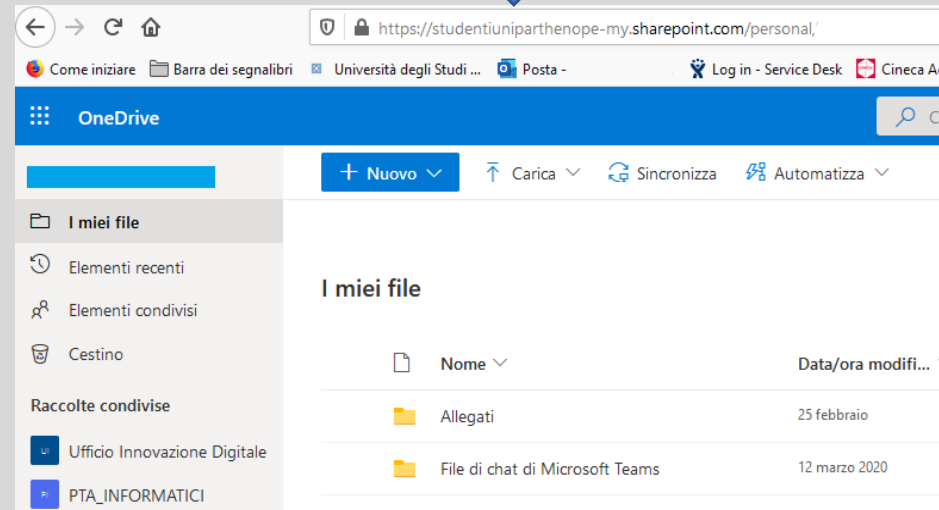 https://studentiuniparthenope-my.sharepoint.com/personal,
Come iniziare Barra dei segnalibri Università degli Studi ... Posta - Log in - Service Desk Cineca
OneDrive
Nuovo Carica Sincronizza Automatizza
I miei file
Elementi recenti
Elementi condivisi
Cestino
Raccolte condivise
Ufficio Innovazione Digitale
PTA_INFORMATICI
I miei file
Nome Data/ora modifi...
Allegati 25 febbraio
File di chat di Microsoft Teams 12 marzo 2020